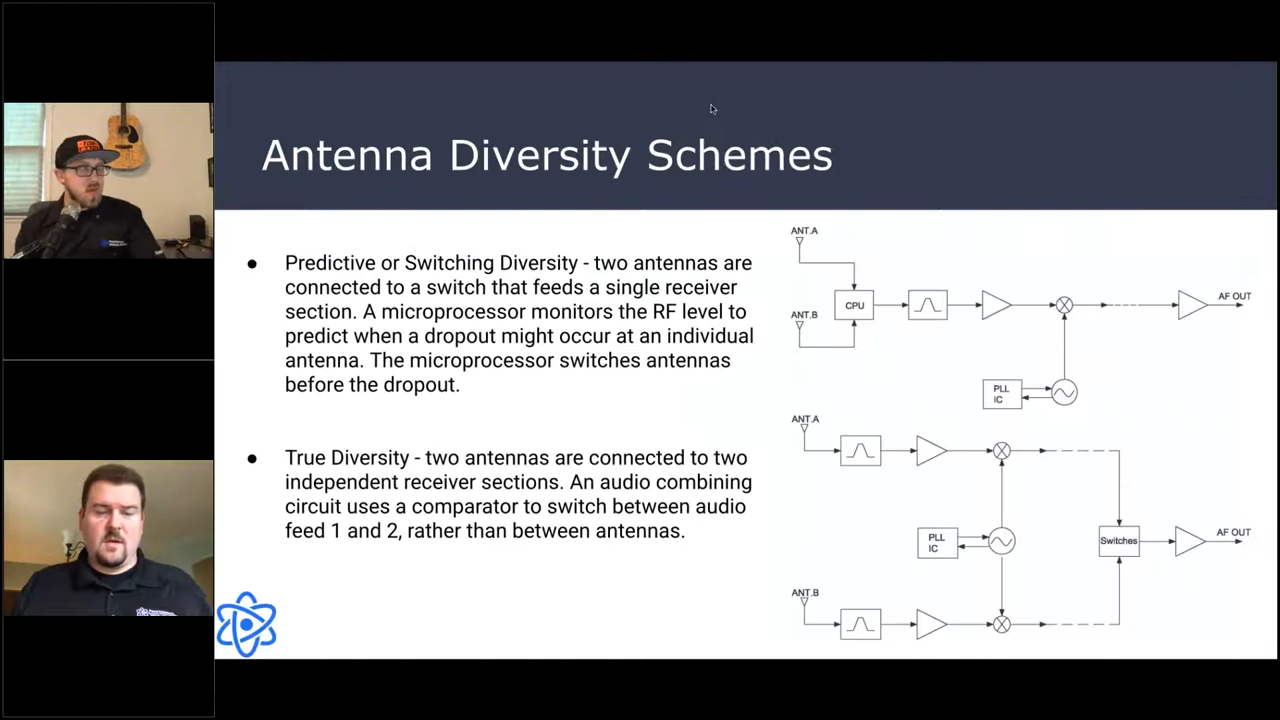 Antenna Diversity Schemes
● Predictive or Switching Diversity - two antennas are
connected to a switch that feeds a single receiver
section. A microprocessor monitors the RF level to
predict when a dropout might occur at an individual
antenna. The microprocessor switches antennas
before the dropout.
● True Diversity - two antennas are connected to two
independent receiver sections. An audio combining
circuit uses a comparator to switch between audio
feed 1 and 2, rather than between antennas.
ANT.A
CPU
AF OUT
ANT.B
PLL
IC
ANT.A
PLL
IC
Switches
AF OUT
ANT.B